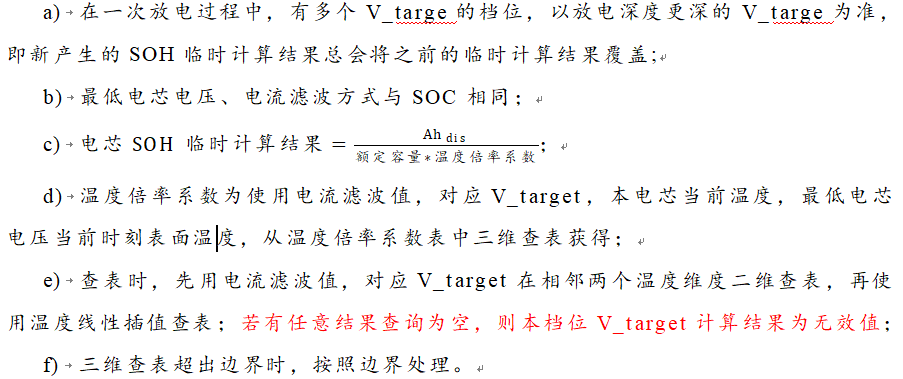 a)→在一次放电过程中，有多个 V_targe 的档位，以放电深度更深的 V_targe 为准，
即新产生的 SOH 临时计算结果总会将之前的临时计算结果覆盖;
b)→最低电芯电压、电流滤波方式与 SOC 相同；
c)→电芯 SOH 临时计算结果＝Ah dis/额定容量*温度倍率系数；
d)→温度倍率系数为使用电流滤波值，对应 V_target，本电芯当前温度，最低电芯
电压当前时刻表面温度，从温度倍率系数表中三维查表获得；
e)→查表时，先用电流滤波值，对应 V_target 在相邻两个温度维度二维查表，再使
用温度线性插值查表；若有任意结果查询为空，则本档位 V_target 计算结果为无效值；
f)→三维查表超出边界时，按照边界处理。